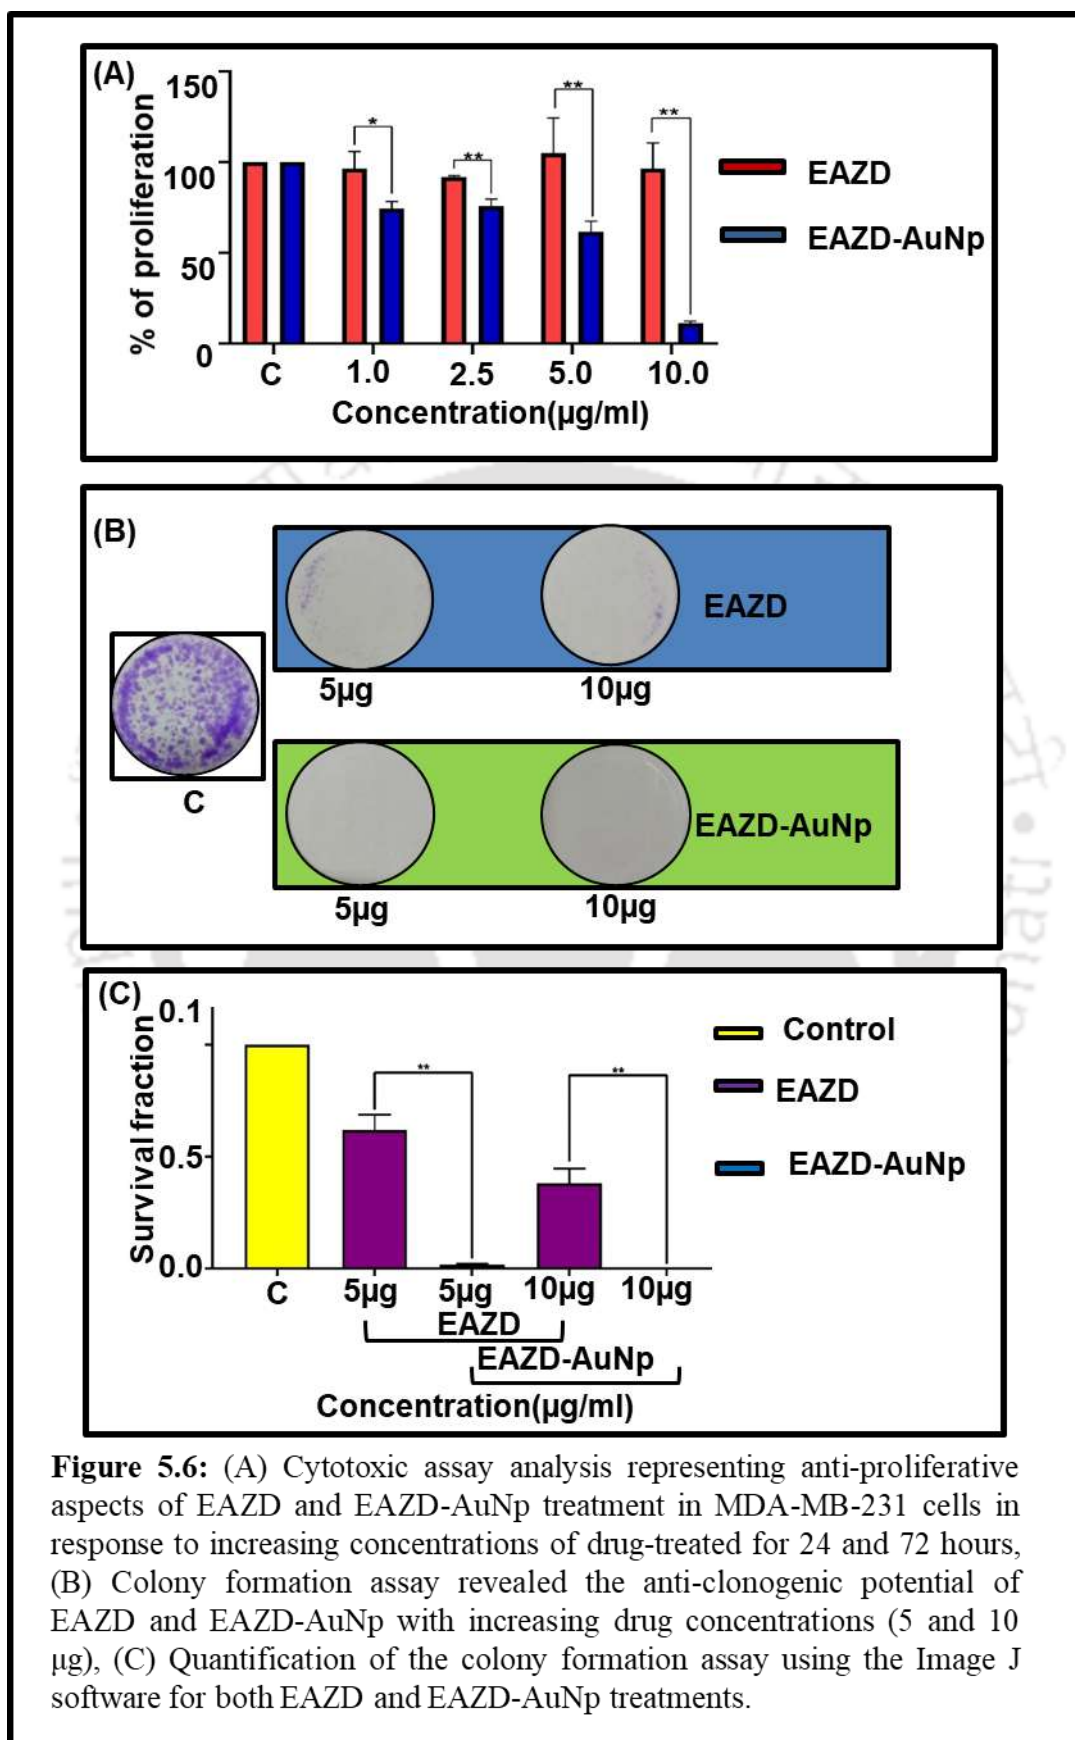 (A)
150
100
50
0
% of proliferation
*
**
**
**
EAZD
EAZD-AuNp
C 1.0 2.5 5.0 10.0
Concentration(µg/ml)
(B)
C
EAZD
5µg 10µg
EAZD-AuNp
5µg 10µg
(C)
0.1
0.5
0.0
Survival fraction
**
**
Control
EAZD
EAZD-AuNp
C 5µg 5µg 10µg 10µg
EAZD
EAZD-AuNp
Concentration(µg/ml)
Figure 5.6: (A) Cytotoxic assay analysis representing anti-proliferative
aspects of EAZD and EAZD-AuNp treatment in MDA-MB-231 cells in
response to increasing concentrations of drug-treated for 24 and 72 hours,
(B) Colony formation assay revealed the anti-clonogenic potential of
EAZD and EAZD-AuNp with increasing drug concentrations (5 and 10
µg), (C) Quantification of the colony formation assay using the Image J
software for both EAZD and EAZD-AuNp treatments.